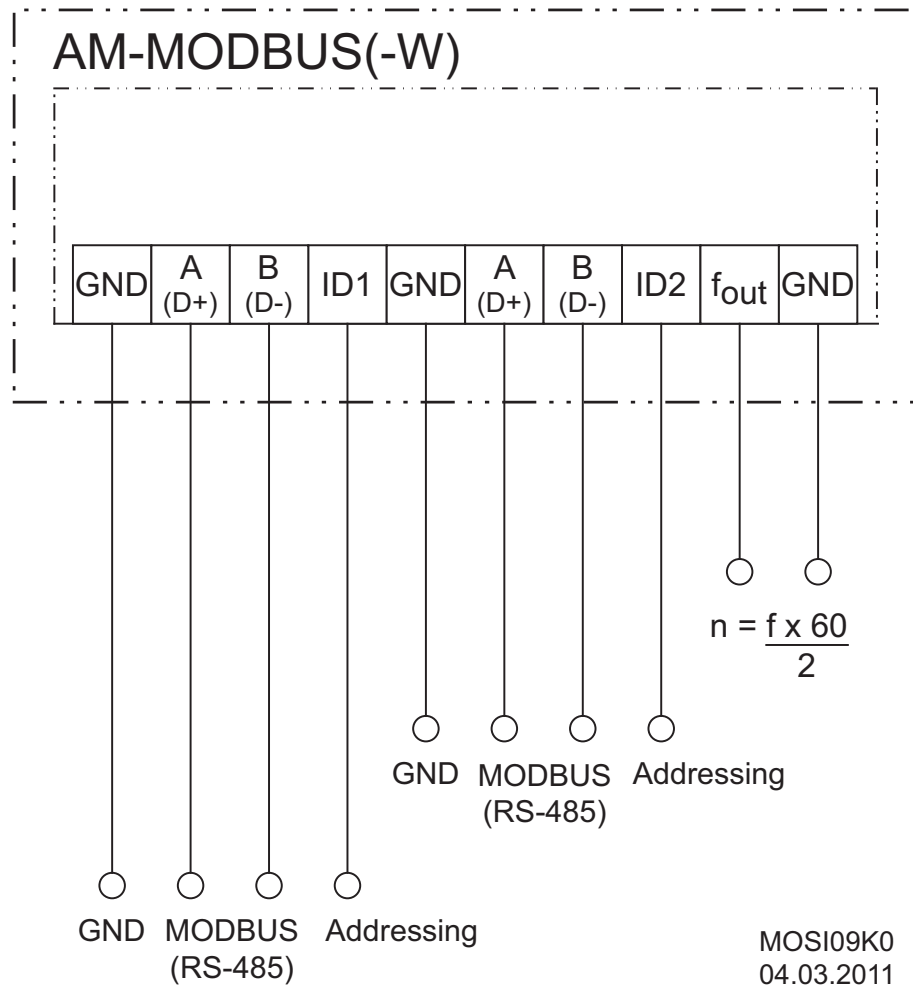 AM-MODBUS(-W)
GND A (D+) B (D-) ID1 GND A (D+) B (D-) ID2 fout GND
n = f x 60
2
GND MODBUS Addressing
(RS-485)
GND MODBUS Addressing
(RS-485)
MOSI09K0
04.03.2011